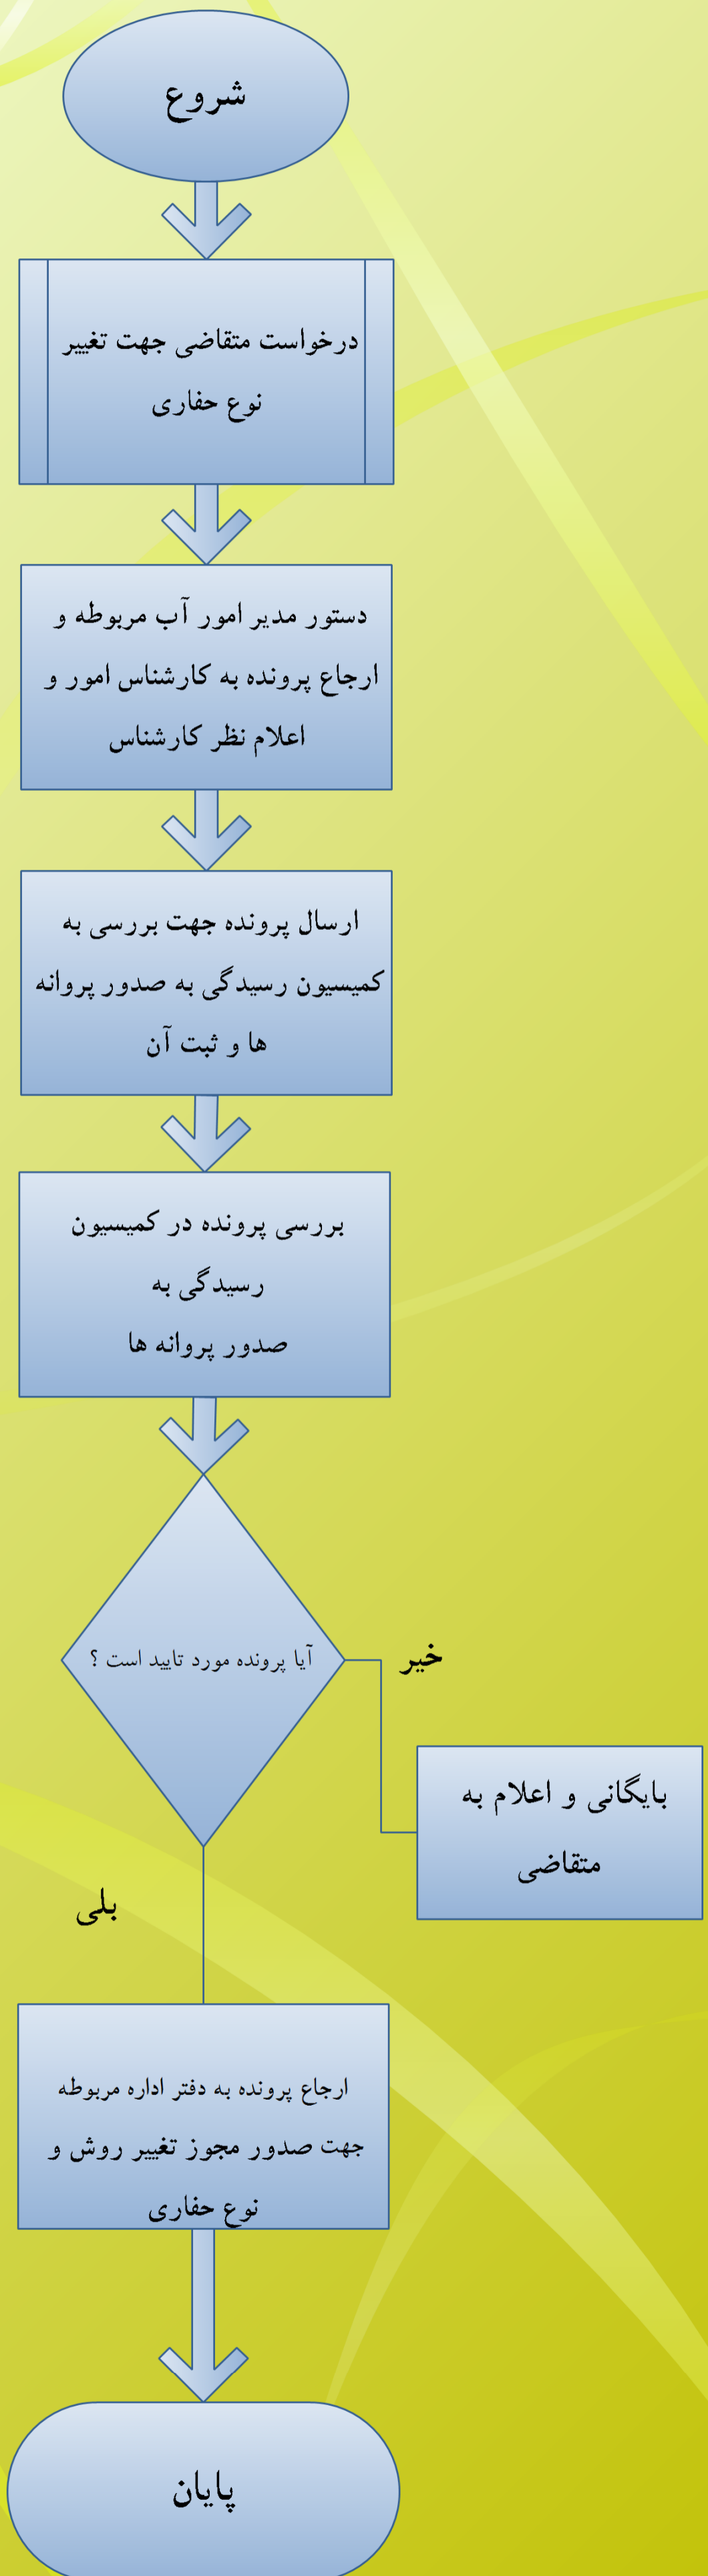 شروع
درخواست متقاضی جهت تغییر
نوع حفاری
دستور مدیر امور آب مربوطه و
ارجاع پرونده به کارشناس امور و
اعلام نظر کارشناس
ارسال پرونده جهت بررسی به
کمیسیون رسیدگی به صدور پروانه
ها و ثبت آن
بررسی پرونده در کمیسیون
رسیدگی به
صدور پروانه ها
آیا پرونده مورد تایید است ؟
خیر
بایگانی و اعلام به
متقاضی
بلی
ارجاع پرونده به دفتر اداره مربوطه
جهت صدور مجوز تغییر روش و
نوع حفاری
پایان